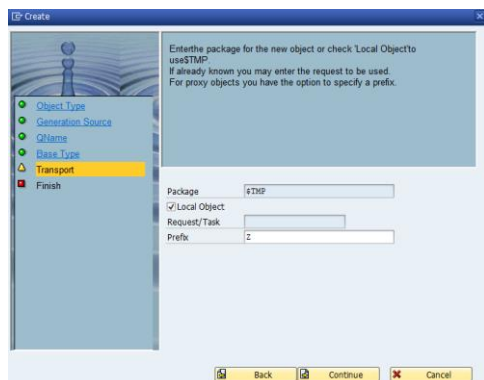 Create
Enterthe package for the new object or check 'Local Object'to
use$TMP.
If already known you may enter the request to be used.
For proxy objects you have the option to specify a prefix.
Object Type
Generation Source
QName
Base Type
Transport
Finish
Package $TMP
Local Object
Request/Task
Prefix Z
Back Continue Cancel